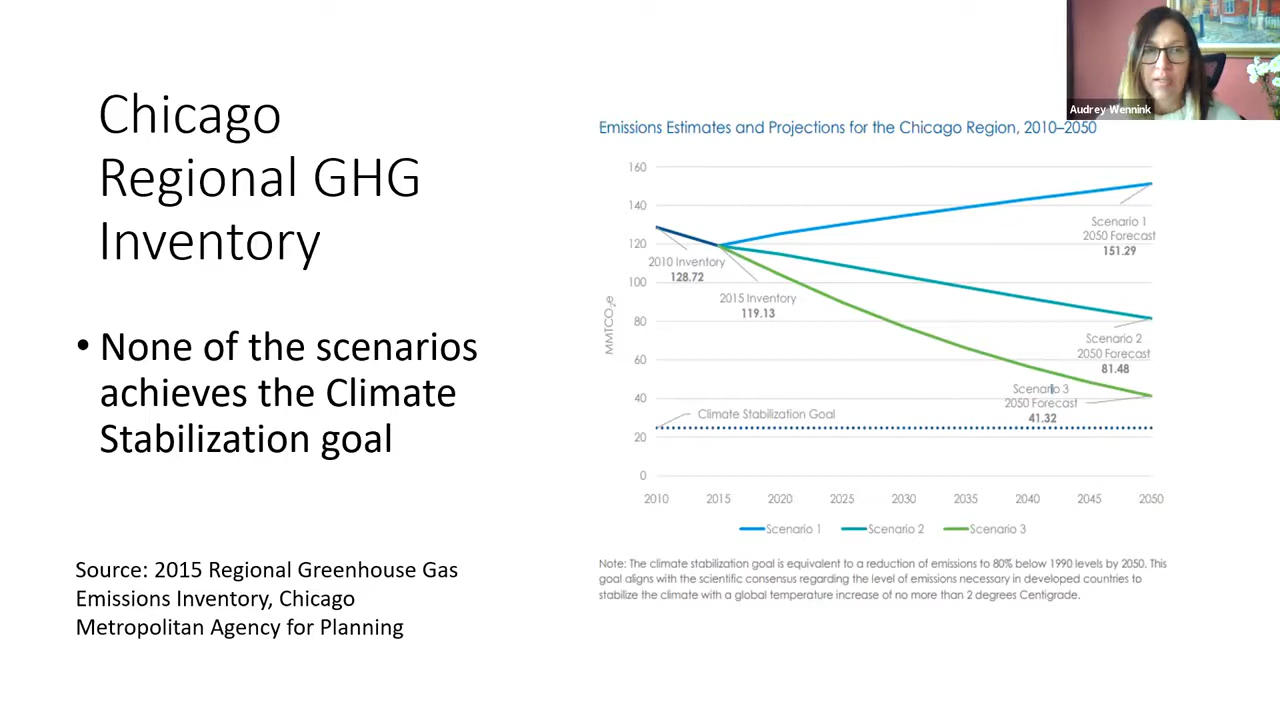 Chicago
Regional GHG
Inventory
• None of the scenarios
achieves the Climate
Stabilization goal
Source: 2015 Regional Greenhouse Gas
Emissions Inventory, Chicago
Metropolitan Agency for Planning
Audrey Wennink
Emissions Estimates and Projections for the Chicago Region, 2010–2050
160
140
120
100
80
60
40
20
0
MMTCO₂e
2010 Inventory
128.72
2015 Inventory
119.13
Scenario 1
2050 Forecast
151.29
Scenario 2
2050 Forecast
81.48
Scenario 3
2050 Forecast
41.32
Climate Stabilization Goal
2010 2015 2020 2025 2030 2035 2040 2045 2050
Scenario 1 Scenario 2 Scenario 3
Note: The climate stabilization goal is equivalent to a reduction of emissions to 80% below 1990 levels by 2050. This
goal aligns with the scientific consensus regarding the level of emissions necessary in developed countries to
stabilize the climate with a global temperature increase of no more than 2 degrees Centigrade.